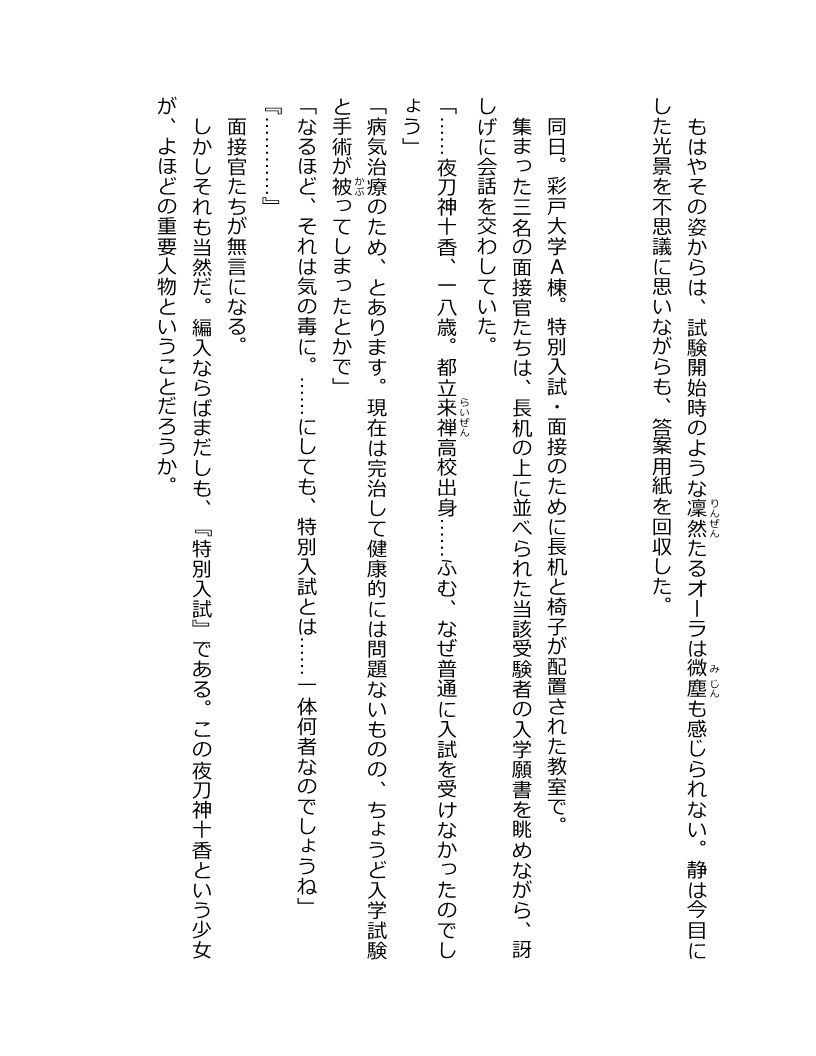 もはやその姿からは、試験開始時のような凜然たるオーラは微塵も感じられない。静は今目に
した光景を不思議に思いながらも、答案用紙を回収した。
同日。彩戸大学A棟。特別入試・面接のために長机と椅子が配置された教室で。
集まった三名の面接官たちは、長机の上に並べられた当該受験者の入学願書を眺めながら、訝
しげに会話を交わしていた。
「……夜刀神十香、一八歳。都立来禅高校出身……ふむ、なぜ普通に入試を受けなかったのでし
ょう」
「病気治療のため、とあります。現在は完治して健康的には問題ないものの、ちょうど入学試験
と手術が被ってしまったとかで」
「なるほど、それは気の毒に。……にしても、特別入試とは……一体何者なのでしょうね」
『…………』
面接官たちが無言になる。
しかしそれも当然だ。編入ならばまだしも、『特別入試』である。この夜刀神十香という少女
が、よほどの重要人物ということだろうか。